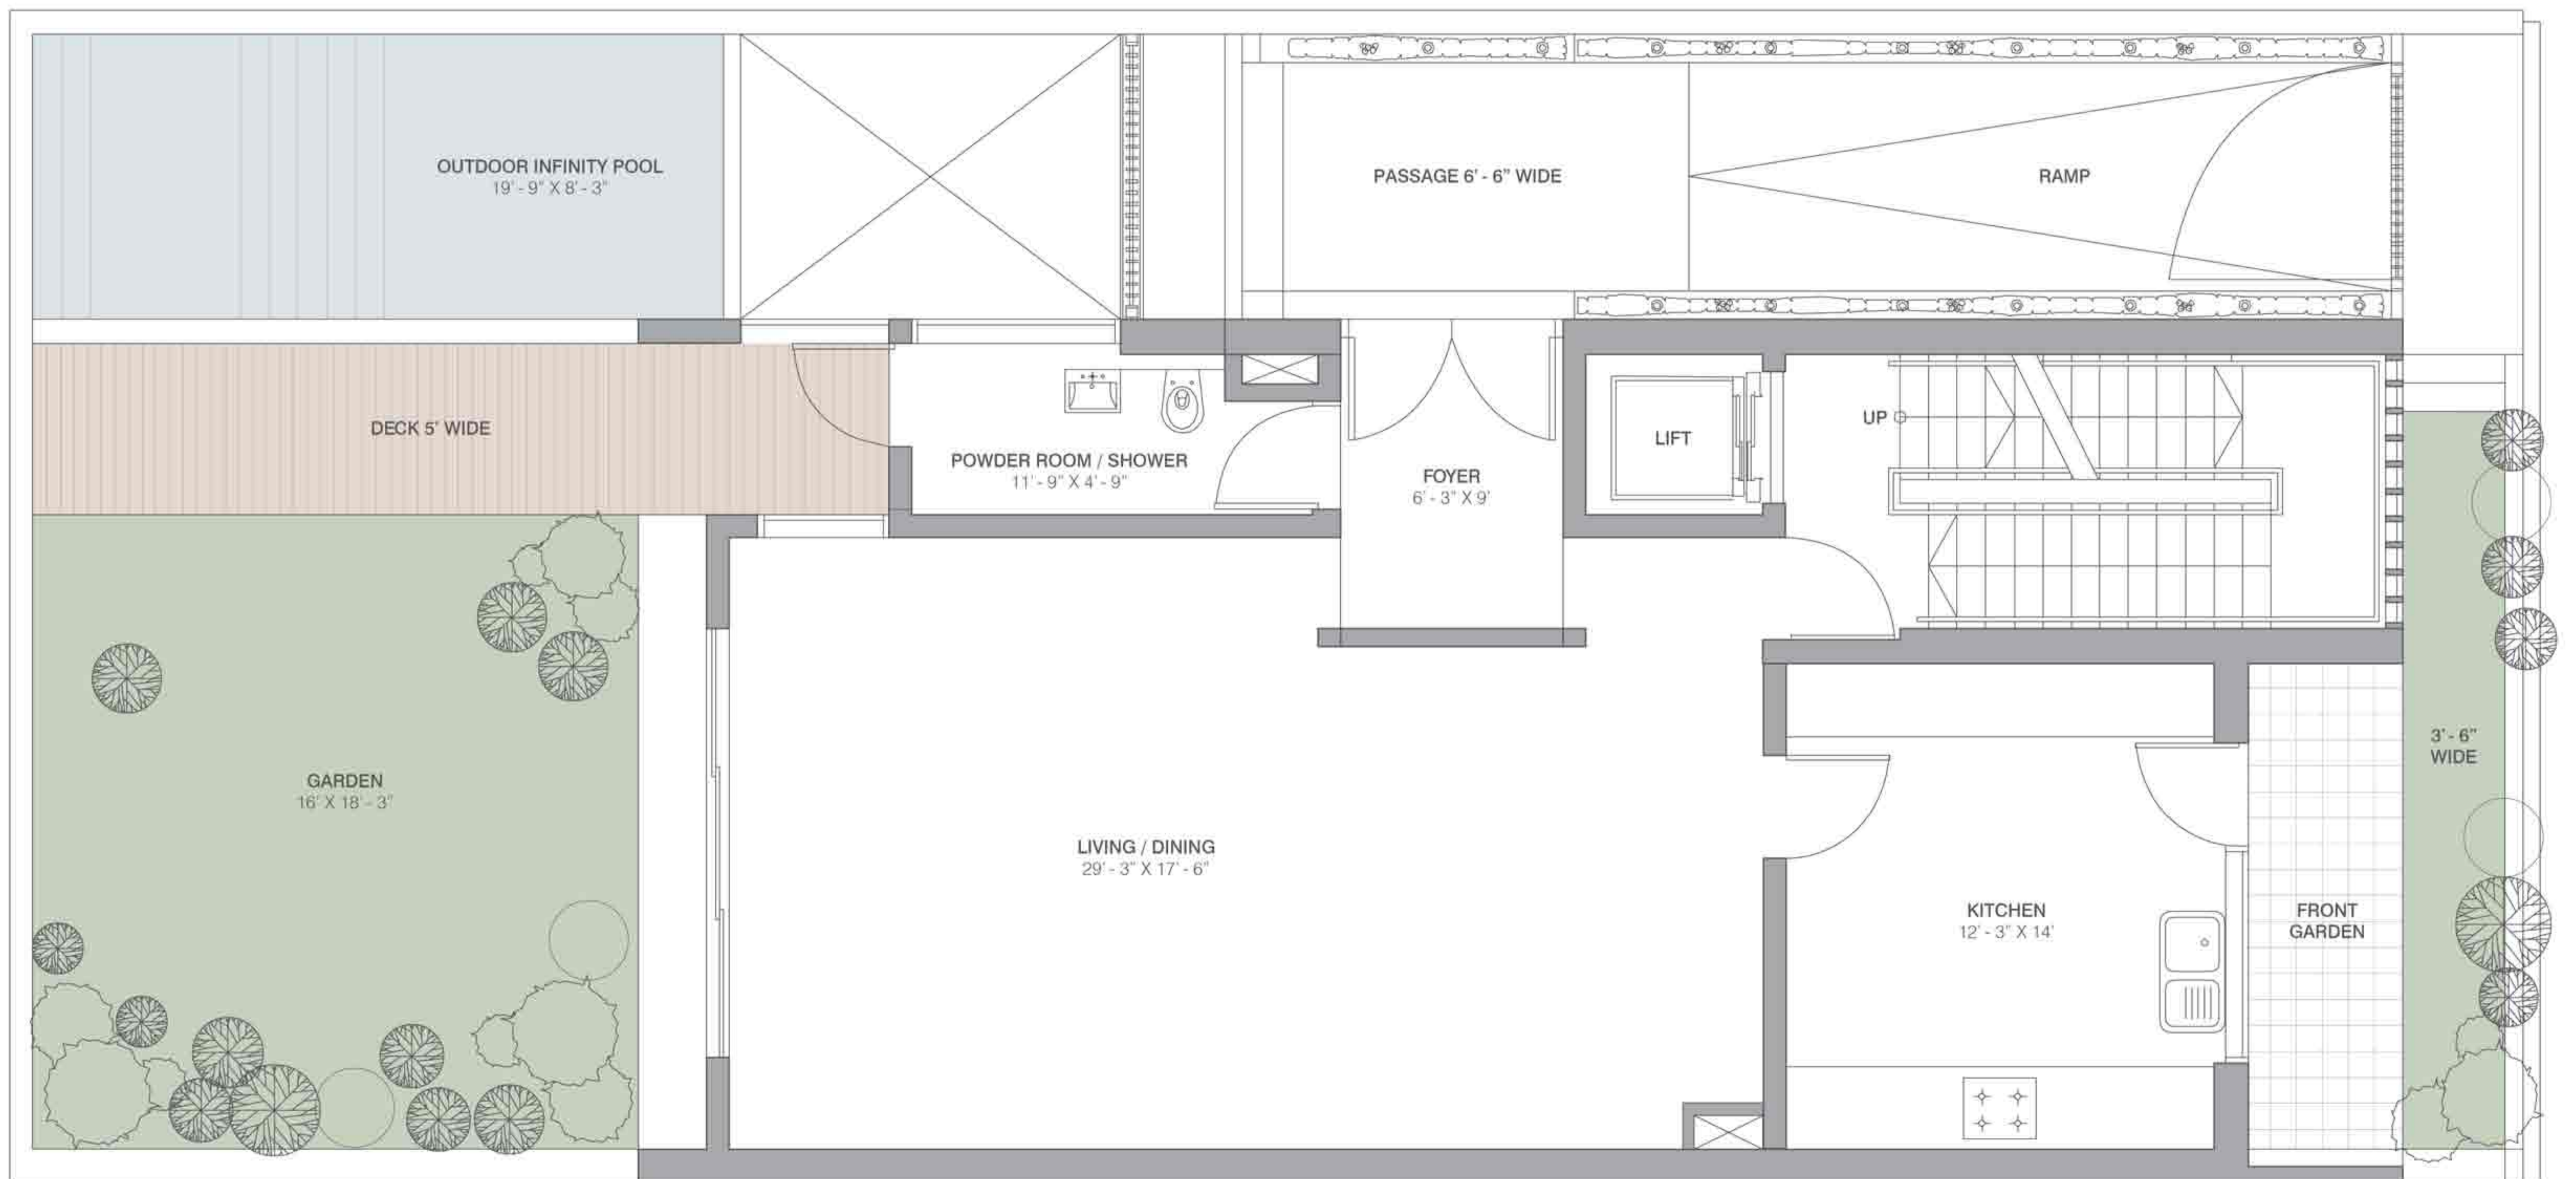 OUTDOOR INFINITY POOL
19' - 9" X 8' - 3"
PASSAGE 6' - 6" WIDE
RAMP
DECK 5' WIDE
POWDER ROOM / SHOWER
11' - 9" X 4' - 9"
FOYER
6' - 3" X 9'
LIFT
UP
GARDEN
16' X 18' - 3"
LIVING / DINING
29' - 3" X 17' - 6"
KITCHEN
12' - 3" X 14'
FRONT
GARDEN
3' - 6"
WIDE